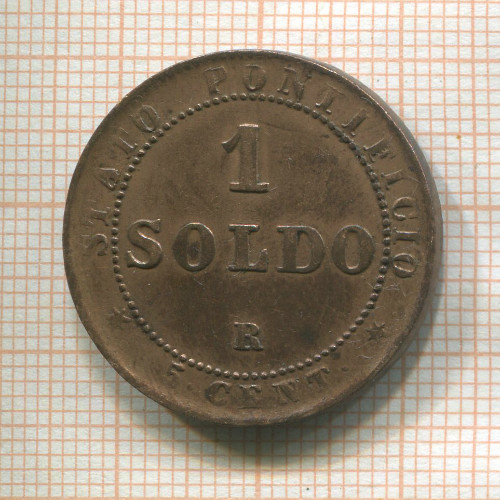 STATO PONTIFICIO
1
SOLDO
R
5. CENT.